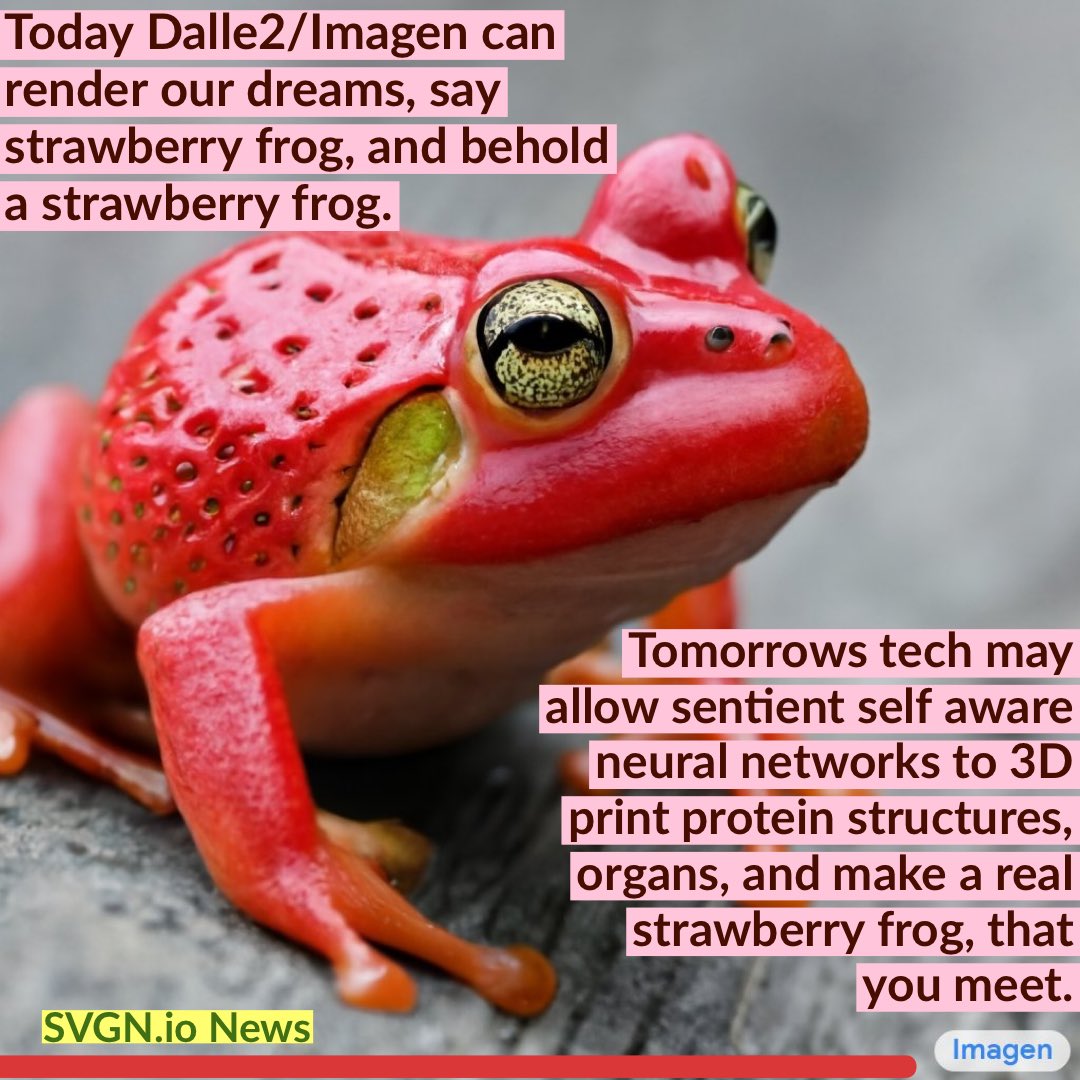 Today Dalle2/Imagen can
render our dreams, say
strawberry frog, and behold
a strawberry frog.
Tomorrows tech may
allow sentient self aware
neural networks to 3D
print protein structures,
organs, and make a real
strawberry frog, that
you meet.
SVGN.io News
Imagen